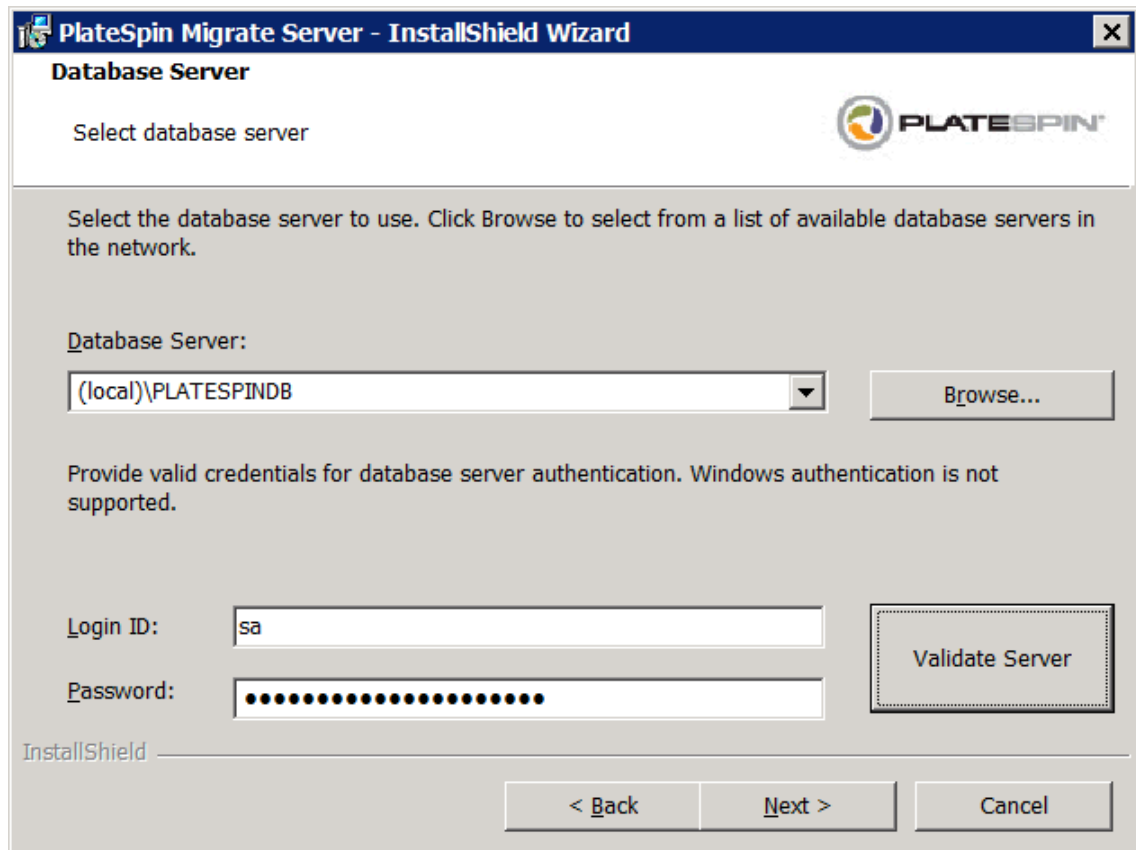 PlateSpin Migrate Server - InstallShield Wizard
Database Server
Select database server
PLATESPIN®
Select the database server to use. Click Browse to select from a list of available database servers in
the network.
Database Server:
(local)\PLATESPINDB
Browse...
Provide valid credentials for database server authentication. Windows authentication is not
supported.
Login ID:
sa
Validate Server
Password:
●●●●●●●●●●●●●●●●●●●●●
InstallShield
< Back
Next >
Cancel